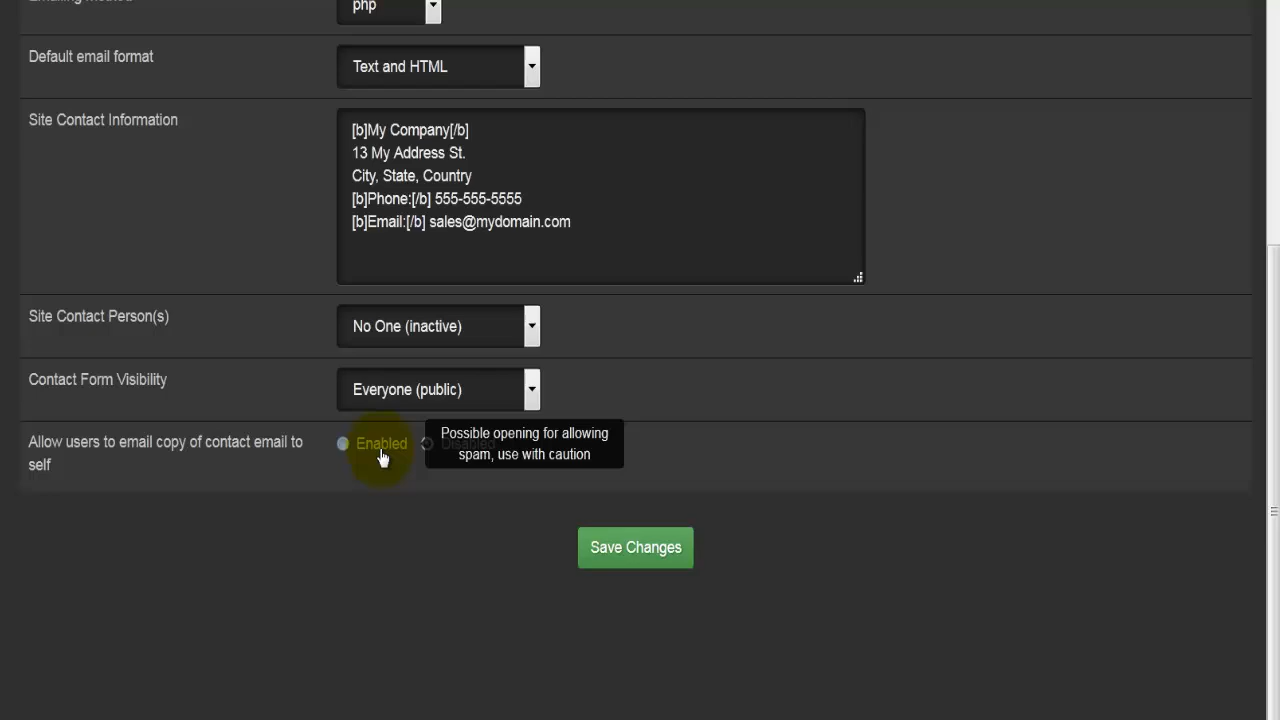 Emailing method
php
Default email format
Text and HTML
Site Contact Information
[b]My Company[/b]
13 My Address St.
City, State, Country
[b]Phone:[/b] 555-555-5555
[b]Email:[/b] sales@mydomain.com
Site Contact Person(s)
No One (inactive)
Contact Form Visibility
Everyone (public)
Allow users to email copy of contact email to
self
Enabled
Disabled
Possible opening for allowing
spam, use with caution
Save Changes